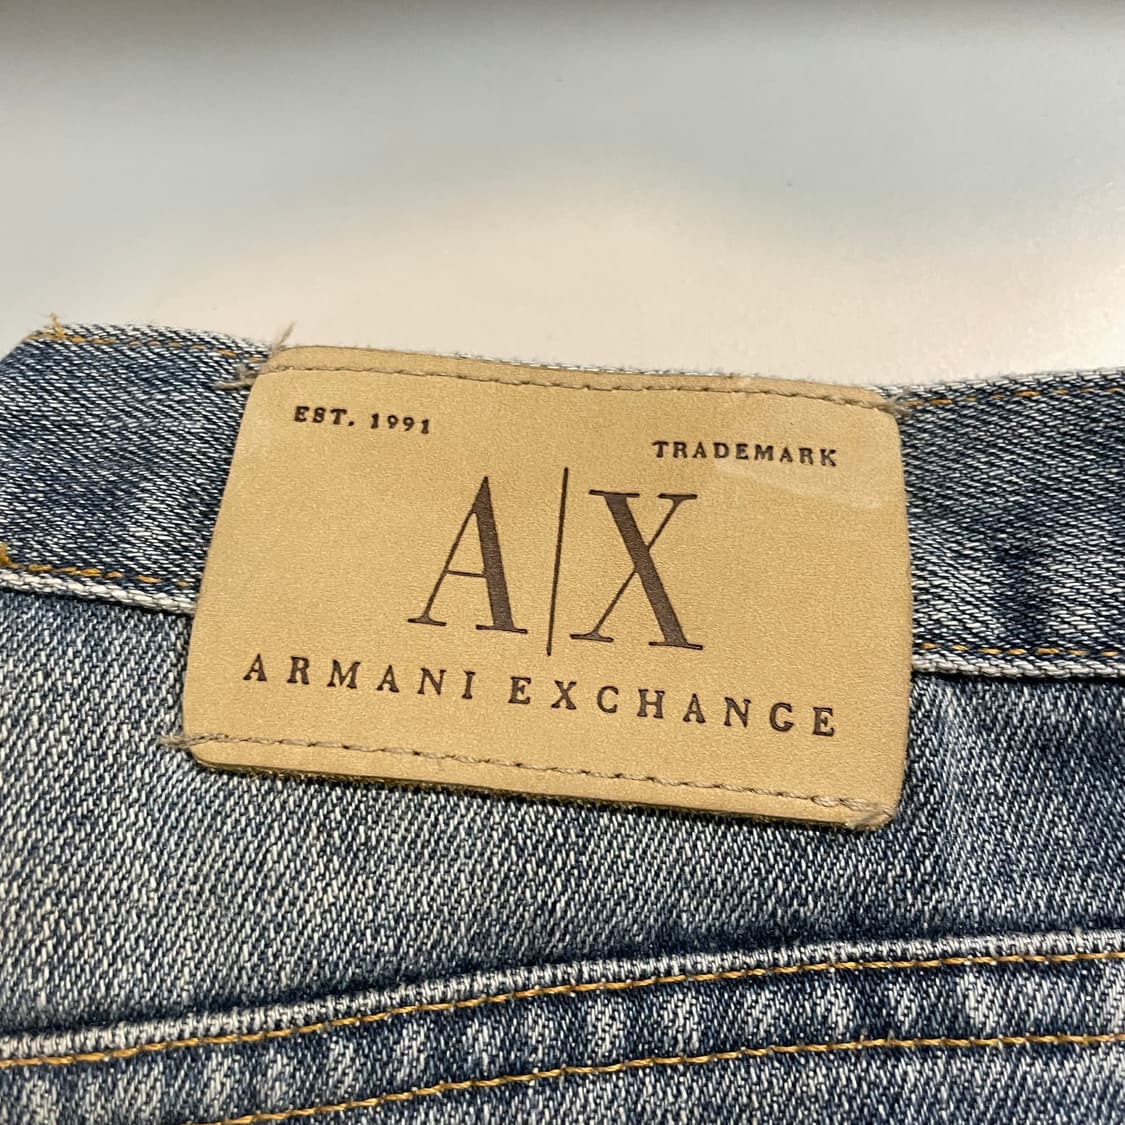 EST. 1991
TRADEMARK
A|X
ARMANI EXCHANGE